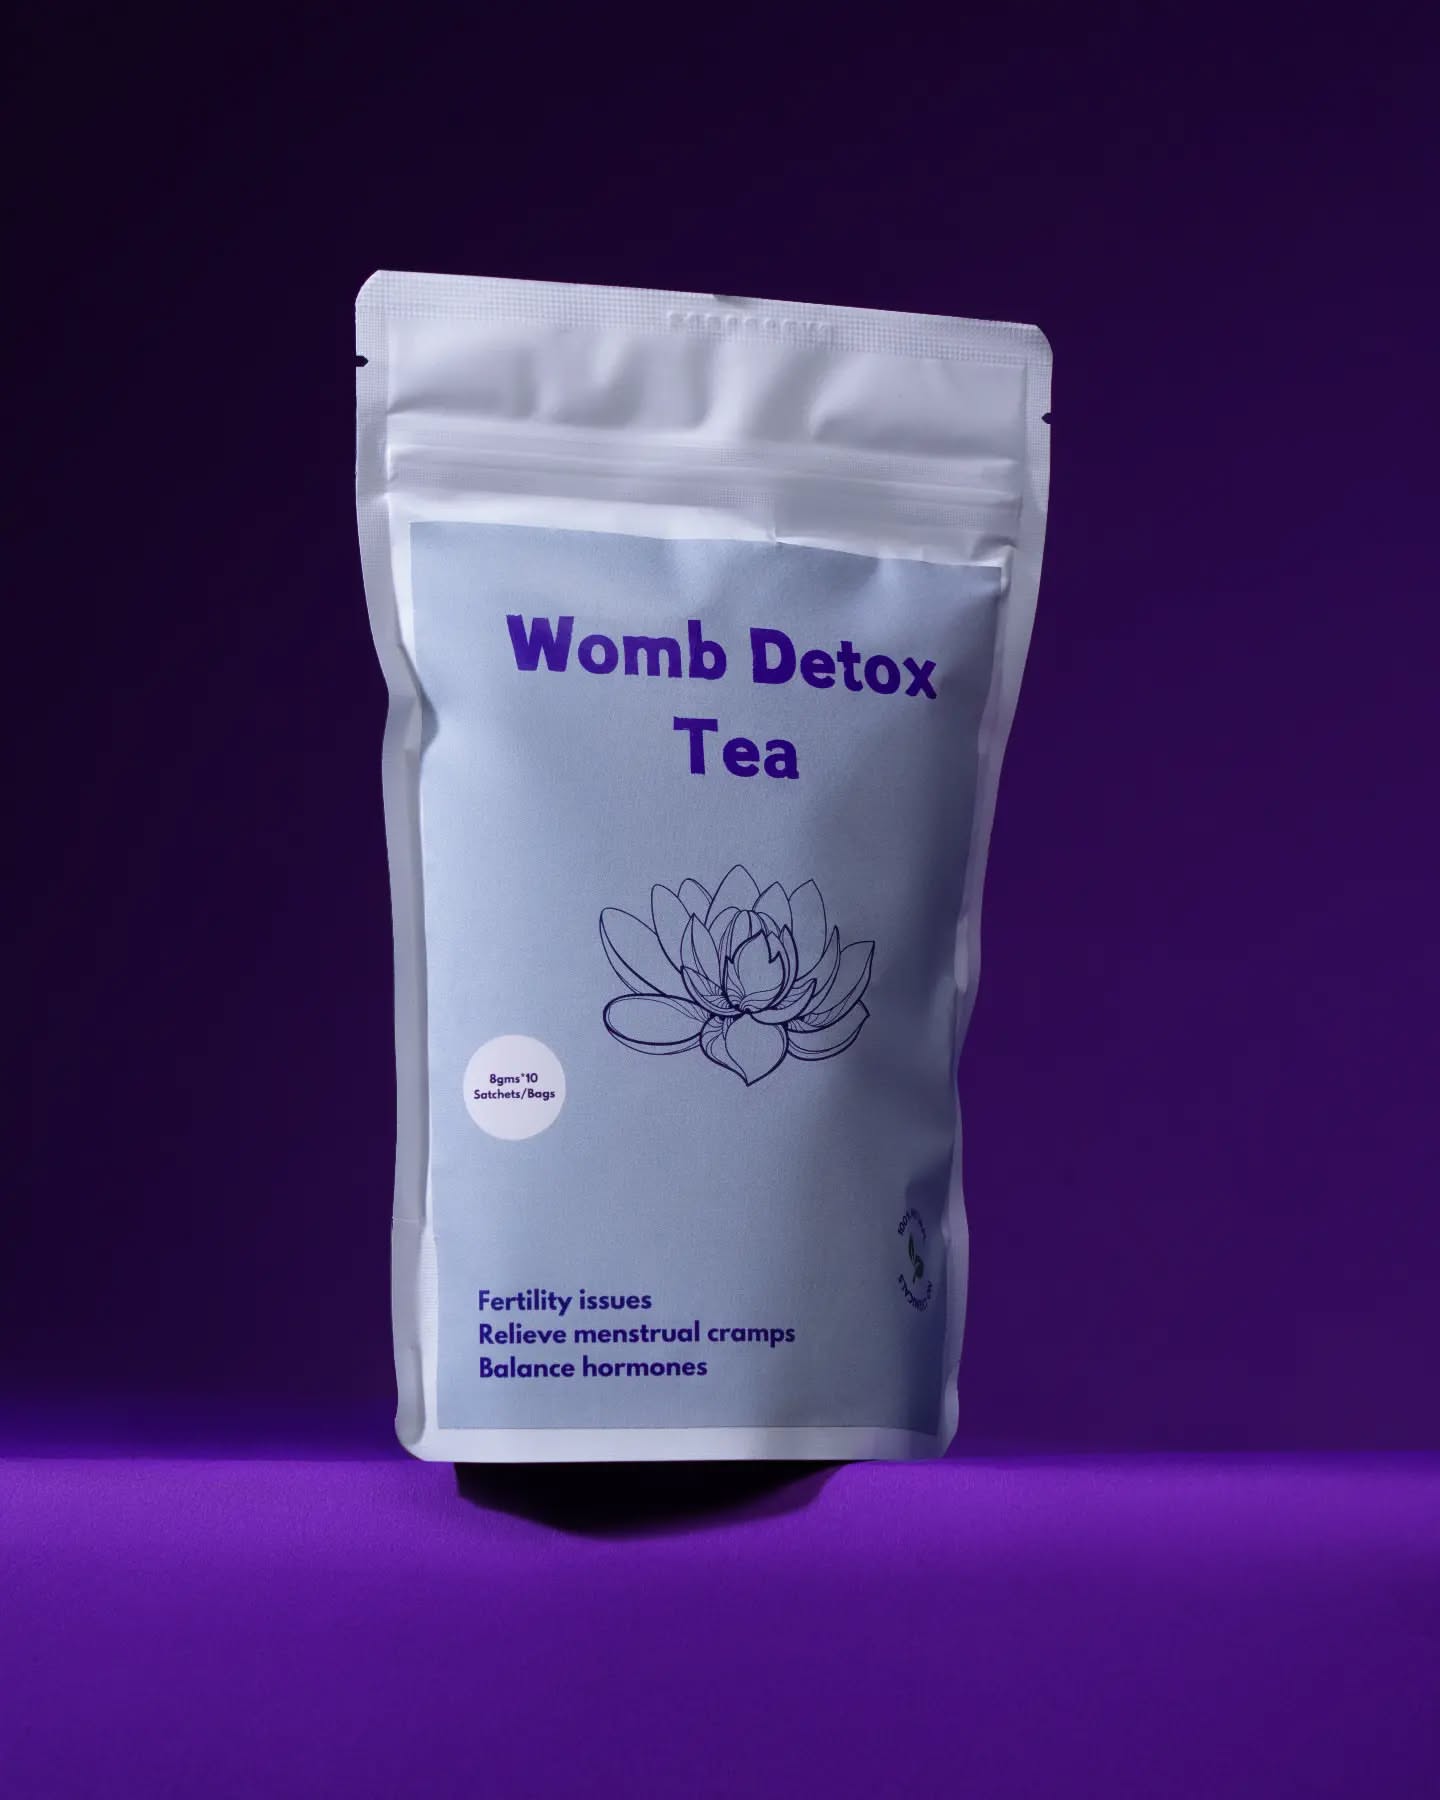 Womb Detox
Tea
8gms*10
Satchets/Bags
Fertility issues
Relieve menstrual cramps
Balance hormones